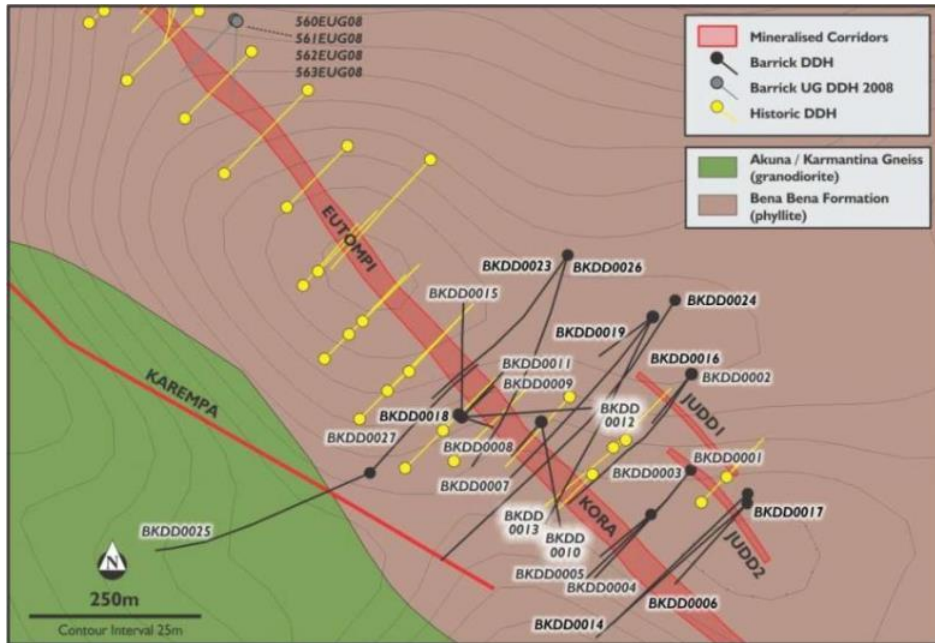 560EUG08
561EUG08
562EUG08
563EUG08
Mineralised Corridors
Barrick DDH
Barrick UG DDH 2008
Historic DDH
Akuna / Karmantina Gneiss
(granodiorite)
Bena Bena Formation
(phyllite)
EUTOMPI
BKDD0023
BKDD0026
BKDD0015
BKDD0024
BKDD0019
BKDD0016
BKDD0011
BKDD0002
BKDD0009
KAREMPA
JUDD1
BKDD0018
BKDD
0012
BKDD0027
BKDD0008
BKDD0001
BKDD0003
BKDD0007
KORA
BKDD0017
BKDD
0013
BKDD
0010
JUDD2
BKDD0025
BKDD0005
BKDD0004
BKDD0006
BKDD0014
N
250m
Contour Interval 25m